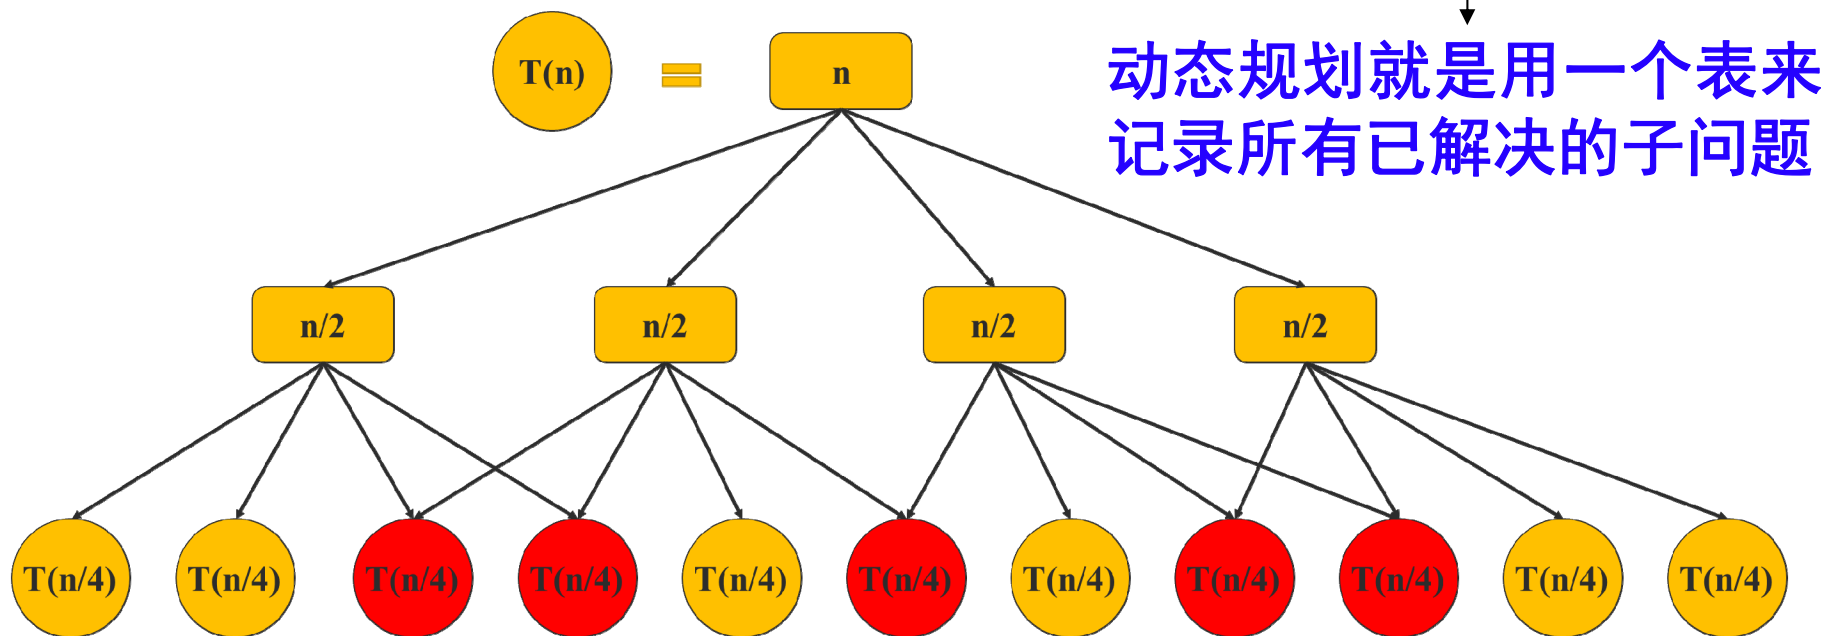 T(n) = n
动态规划就是用一个表来
记录所有已解决的子问题
n/2 n/2 n/2 n/2
T(n/4) T(n/4) T(n/4) T(n/4) T(n/4) T(n/4) T(n/4) T(n/4) T(n/4) T(n/4) T(n/4)